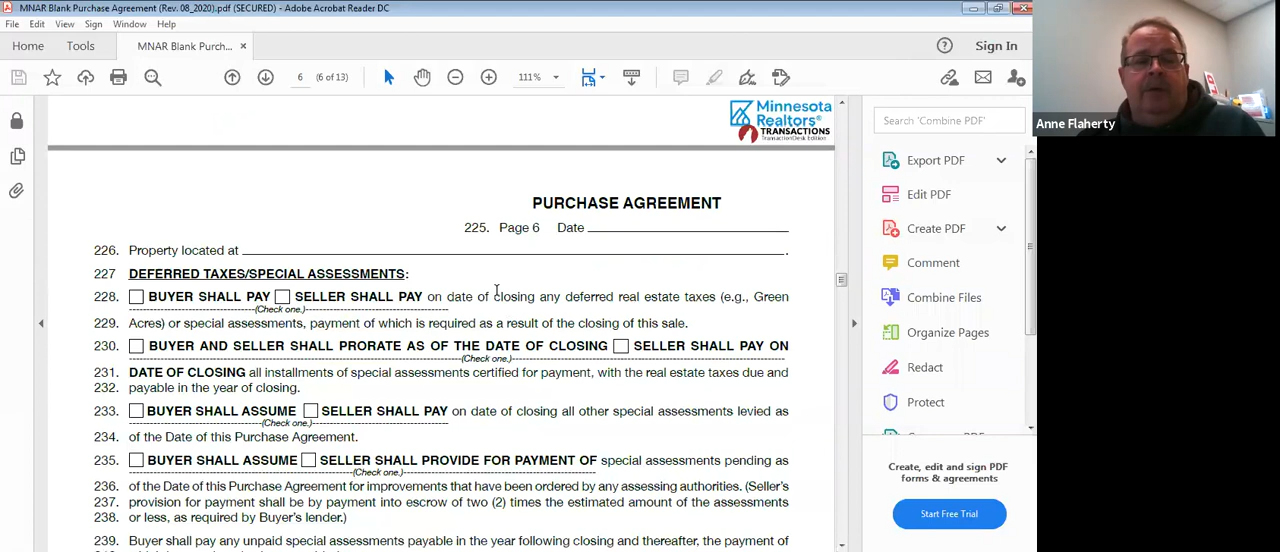 MNAR Blank Purchase Agreement (Rev. 08_2020).pdf (SECURED) - Adobe Acrobat Reader DC
File Edit View Sign Window Help
Home Tools MNAR Blank Purch... × Sign In
6 (6 of 13) 111%
Minnesota
Realtors®
TRANSACTIONS
TransactionDesk Edition
PURCHASE AGREEMENT
225. Page 6 Date
226. Property located at .
227 DEFERRED TAXES/SPECIAL ASSESSMENTS:
228. BUYER SHALL PAY SELLER SHALL PAY on date of closing any deferred real estate taxes (e.g., Green
(Check one.)
229. Acres) or special assessments, payment of which is required as a result of the closing of this sale.
230. BUYER AND SELLER SHALL PRORATE AS OF THE DATE OF CLOSING SELLER SHALL PAY ON
(Check one.)
231. DATE OF CLOSING all installments of special assessments certified for payment, with the real estate taxes due and
232. payable in the year of closing.
233. BUYER SHALL ASSUME SELLER SHALL PAY on date of closing all other special assessments levied as
(Check one.)
234. of the Date of this Purchase Agreement.
235. BUYER SHALL ASSUME SELLER SHALL PROVIDE FOR PAYMENT OF special assessments pending as
(Check one.)
236. of the Date of this Purchase Agreement for improvements that have been ordered by any assessing authorities. (Seller's
237. provision for payment shall be by payment into escrow of two (2) times the estimated amount of the assessments
238. or less, as required by Buyer's lender.)
239. Buyer shall pay any unpaid special assessments payable in the year following closing and thereafter, the payment of
Search 'Combine PDF'
Export PDF
Edit PDF
Create PDF
Comment
Combine Files
Organize Pages
Redact
Protect
Create, edit and sign PDF
forms & agreements
Start Free Trial
Anne Flaherty